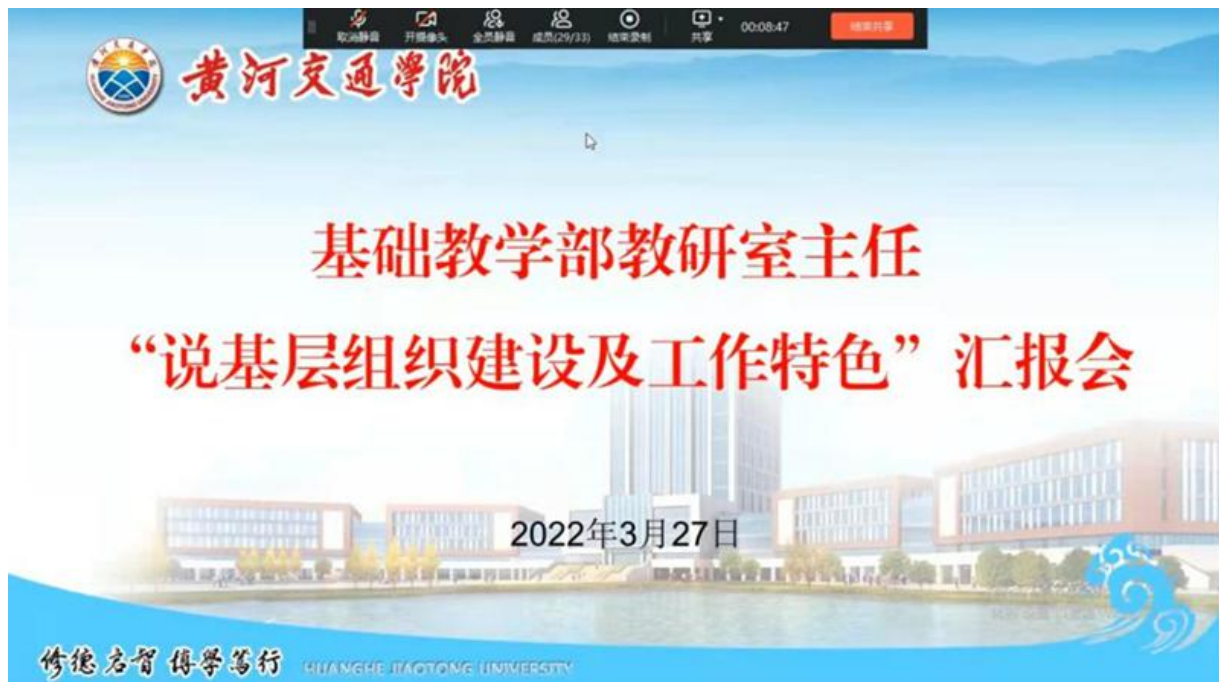 取消静音 开摄像头 全员静音 成员(29/33) 结束录制 共享 00:08:47 结束共享
黄河交通學院
基础教学部教研室主任
“说基层组织建设及工作特色”汇报会
2022年3月27日
修德启智 博學笃行 HUANGHE JIAOTONG UNIVERSITY